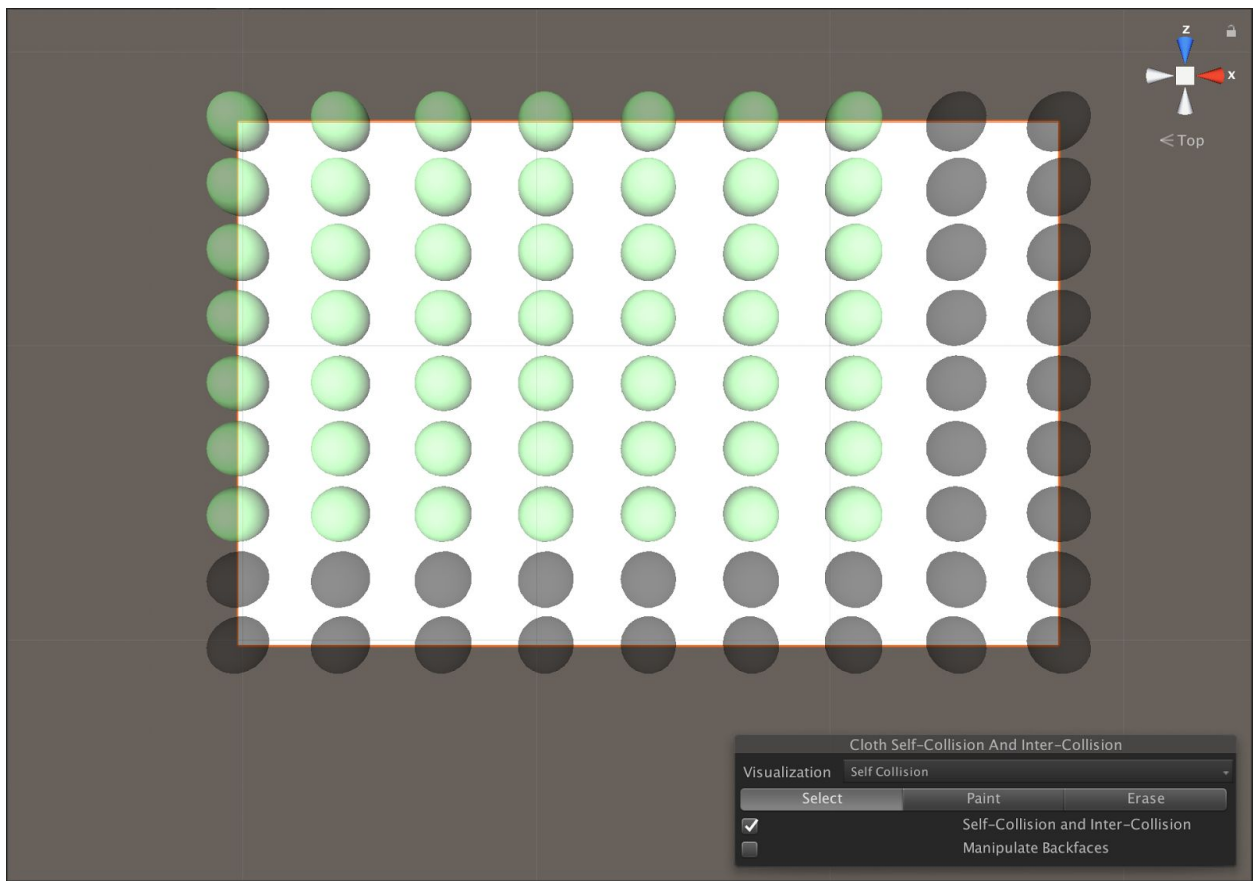 z
x
< Top
Cloth Self-Collision And Inter-Collision
Visualization Self Collision
Select Paint Erase
Self-Collision and Inter-Collision
Manipulate Backfaces